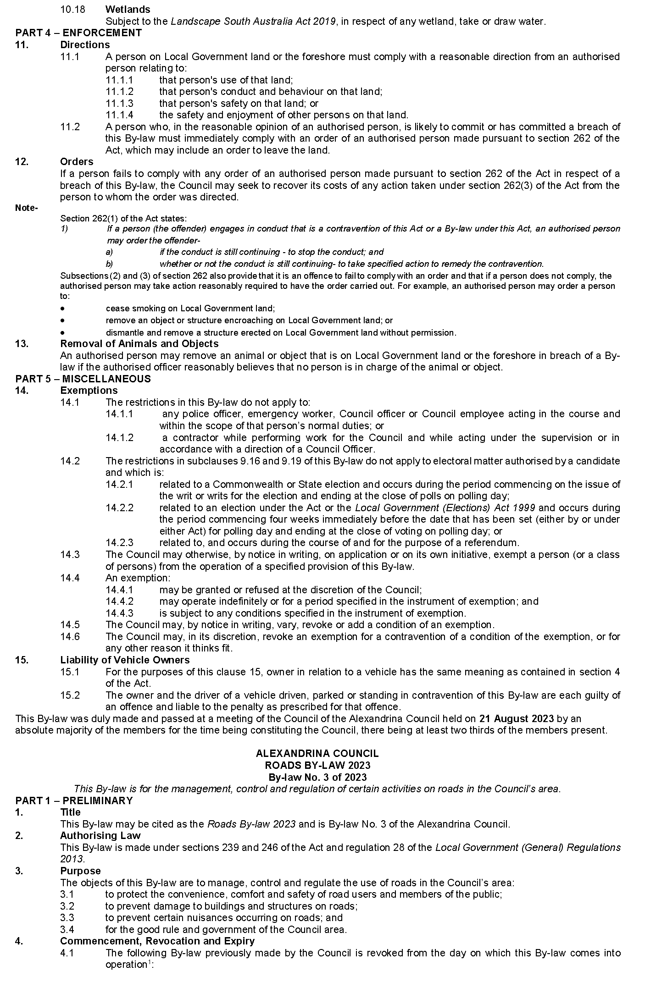 10.18 Wetlands
Subject to the Landscape South Australia Act 2019, in respect of any wetland, take or draw water.
PART 4 – ENFORCEMENT
11. Directions
11.1 A person on Local Government land or the foreshore must comply with a reasonable direction from an authorised
person relating to:
11.1.1 that person's use of that land;
11.1.2 that person's conduct and behaviour on that land;
11.1.3 that person's safety on that land; or
11.1.4 the safety and enjoyment of other persons on that land.
11.2 A person who, in the reasonable opinion of an authorised person, is likely to commit or has committed a breach of
this By-law must immediately comply with an order of an authorised person made pursuant to section 262 of the
Act, which may include an order to leave the land.
12. Orders
If a person fails to comply with any order of an authorised person made pursuant to section 262 of the Act in respect of a
breach of this By-law, the Council may seek to recover its costs of any action taken under section 262(3) of the Act from the
person to whom the order was directed.
Note-
Section 262(1) of the Act states:
1) If a person (the offender) engages in conduct that is a contravention of this Act or a By-law under this Act, an authorised person
may order the offender-
a) if the conduct is still continuing - to stop the conduct; and
b) whether or not the conduct is still continuing- to take specified action to remedy the contravention.
Subsections (2) and (3) of section 262 also provide that it is an offence to fail to comply with an order and that if a person does not comply, the
authorised person may take action reasonably required to have the order carried out. For example, an authorised person may order a person
to:
• cease smoking on Local Government land;
• remove an object or structure encroaching on Local Government land; or
• dismantle and remove a structure erected on Local Government land without permission.
13. Removal of Animals and Objects
An authorised person may remove an animal or object that is on Local Government land or the foreshore in breach of a By-
law if the authorised officer reasonably believes that no person is in charge of the animal or object.
PART 5 – MISCELLANEOUS
14. Exemptions
14.1 The restrictions in this By-law do not apply to:
14.1.1 any police officer, emergency worker, Council officer or Council employee acting in the course and
within the scope of that person’s normal duties; or
14.1.2 a contractor while performing work for the Council and while acting under the supervision or in
accordance with a direction of a Council Officer.
14.2 The restrictions in subclauses 9.16 and 9.19 of this By-law do not apply to electoral matter authorised by a candidate
and which is:
14.2.1 related to a Commonwealth or State election and occurs during the period commencing on the issue of
the writ or writs for the election and ending at the close of polls on polling day;
14.2.2 related to an election under the Act or the Local Government (Elections) Act 1999 and occurs during
the period commencing four weeks immediately before the date that has been set (either by or under
either Act) for polling day and ending at the close of voting on polling day; or
14.2.3 related to, and occurs during the course of and for the purpose of a referendum.
14.3 The Council may otherwise, by notice in writing, on application or on its own initiative, exempt a person (or a class
of persons) from the operation of a specified provision of this By-law.
14.4 An exemption:
14.4.1 may be granted or refused at the discretion of the Council;
14.4.2 may operate indefinitely or for a period specified in the instrument of exemption; and
14.4.3 is subject to any conditions specified in the instrument of exemption.
14.5 The Council may, by notice in writing, vary, revoke or add a condition of an exemption.
14.6 The Council may, in its discretion, revoke an exemption for a contravention of a condition of the exemption, or for
any other reason it thinks fit.
15. Liability of Vehicle Owners
15.1 For the purposes of this clause 15, owner in relation to a vehicle has the same meaning as contained in section 4
of the Act.
15.2 The owner and the driver of a vehicle driven, parked or standing in contravention of this By-law are each guilty of
an offence and liable to the penalty as prescribed for that offence.
This By-law was duly made and passed at a meeting of the Council of the Alexandrina Council held on 21 August 2023 by an
absolute majority of the members for the time being constituting the Council, there being at least two thirds of the members present.
ALEXANDRINA COUNCIL
ROADS BY-LAW 2023
By-law No. 3 of 2023
This By-law is for the management, control and regulation of certain activities on roads in the Council’s area.
PART 1 – PRELIMINARY
1. Title
This By-law may be cited as the Roads By-law 2023 and is By-law No. 3 of the Alexandrina Council.
2. Authorising Law
This By-law is made under sections 239 and 246 of the Act and regulation 28 of the Local Government (General) Regulations
2013.
3. Purpose
The objects of this By-law are to manage, control and regulate the use of roads in the Council’s area:
3.1 to protect the convenience, comfort and safety of road users and members of the public;
3.2 to prevent damage to buildings and structures on roads;
3.3 to prevent certain nuisances occurring on roads; and
3.4 for the good rule and government of the Council area.
4. Commencement, Revocation and Expiry
4.1 The following By-law previously made by the Council is revoked from the day on which this By-law comes into
operation¹: